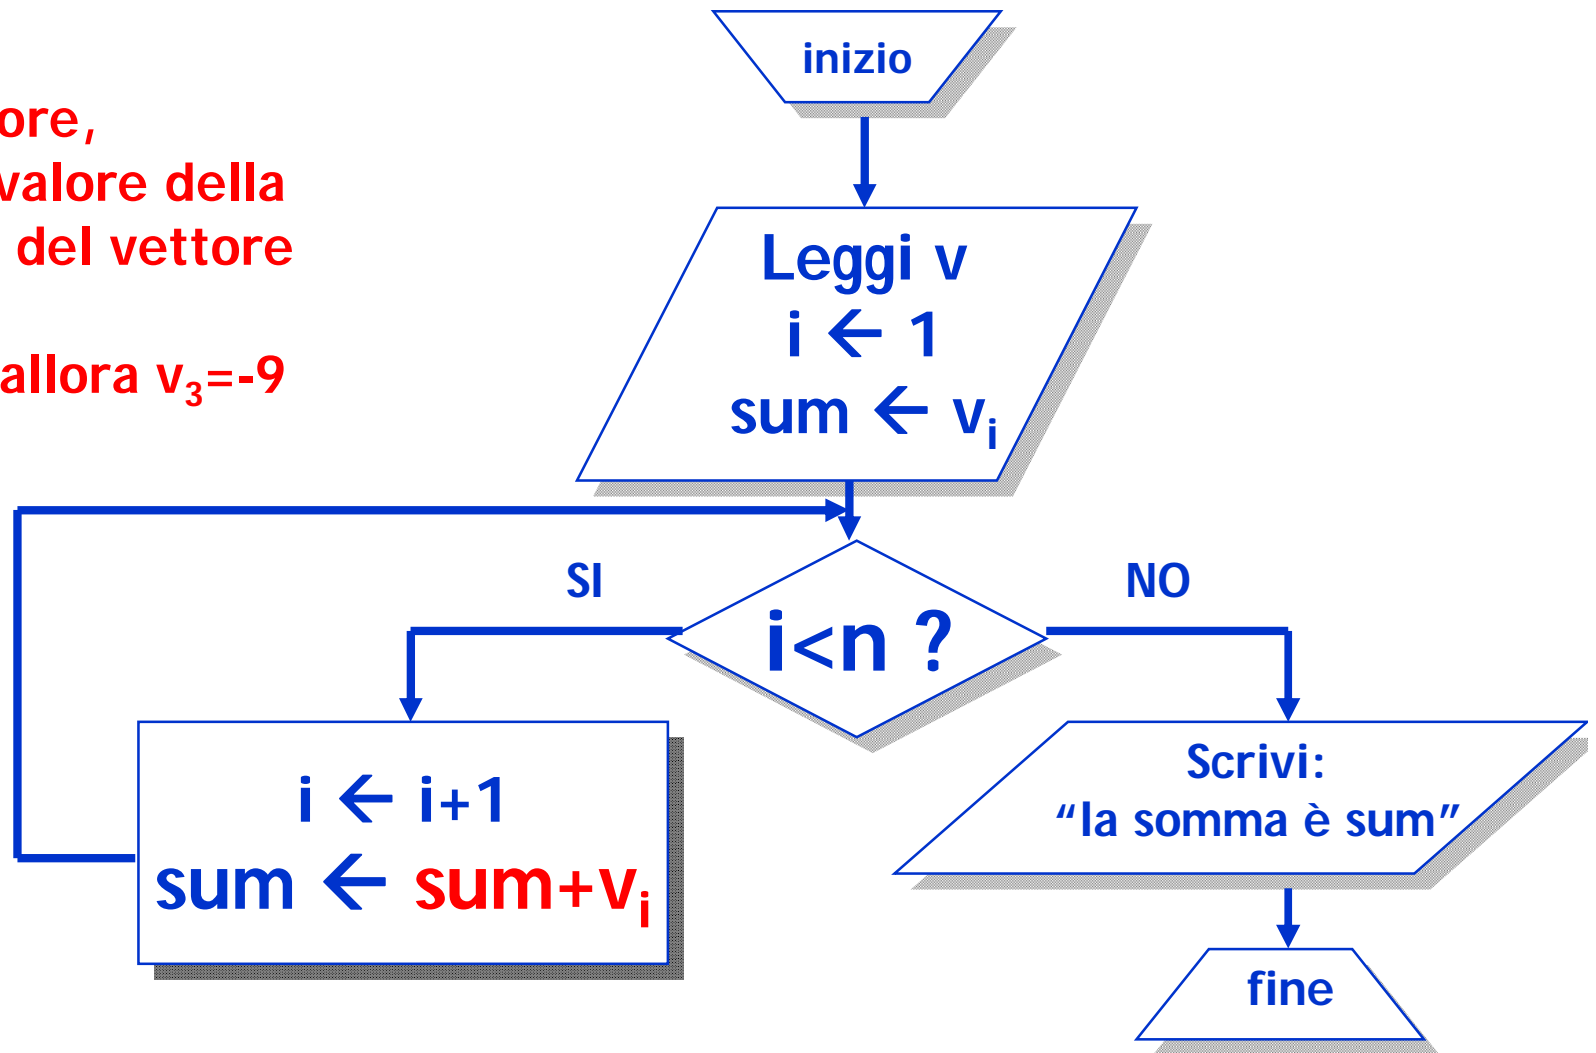 inizio
ore,
valore della
del vettore
allora v₃=-9
Leggi v
i ← 1
sum ← vᵢ
SI
NO
i<n ?
i ← i+1
sum ← sum+vᵢ
Scrivi:
“la somma è sum”
fine